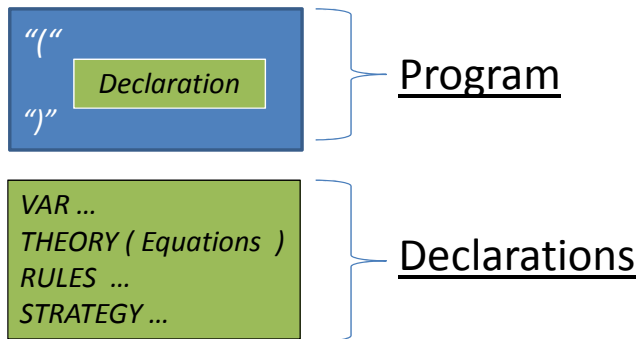 “(“
Declaration
“)”
Program
VAR ...
THEORY ( Equations )
RULES ...
STRATEGY ...
Declarations